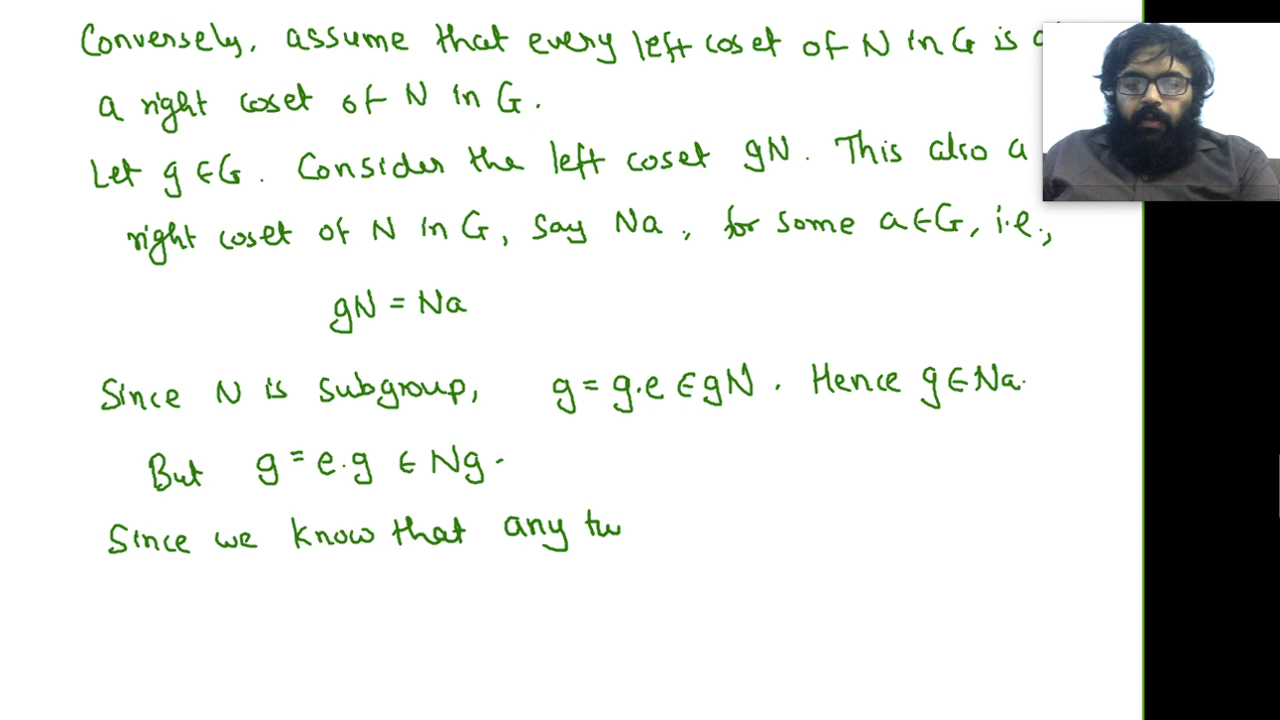 Conversely, assume that every left coset of N in G is
a right coset of N in G.
Let g ∈ G. Consider the left coset gN. This also a
right coset of N in G, say Na, for some a ∈ G, i.e.,
gN = Na
Since N is subgroup, g = g.e ∈ gN. Hence g ∈ Na.
But g = e.g ∈ Ng.
Since we know that any tw